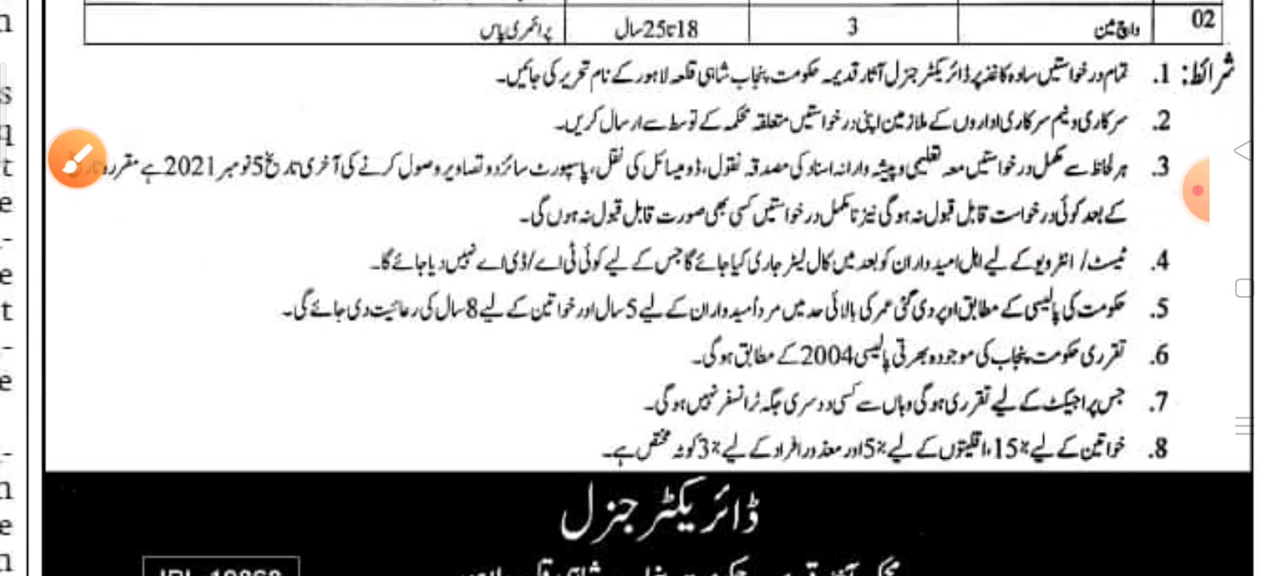 02 واچ مین 3 18 تا 25 سال پرائمری پاس
شرائط: 1. تمام درخواستیں سادہ کاغذ پر ڈائریکٹر جنرل آثار قدیمہ حکومت پنجاب شاہی قلعہ لاہور کے نام تحریر کی جائیں۔
2. سرکاری و نیم سرکاری اداروں کے ملازمین اپنی درخواستیں متعلقہ محکمہ کے توسط سے ارسال کریں۔
3. ہر لحاظ سے مکمل درخواستیں معہ تعلیمی و پیشہ وارانہ اسناد کی مصدقہ نقول، ڈومیسائل کی نقل، پاسپورٹ سائز دو تصاویر وصول کرنے کی آخری تاریخ 5 نومبر 2021 ہے مقررہ
کے بعد کوئی درخواست قابل قبول نہ ہوگی نیز نامکمل درخواستیں کسی بھی صورت قابل قبول نہ ہوں گی۔
4. ٹیسٹ / انٹرویو کے لیے اہل امیدواران کو بعد میں کال لیٹر جاری کیا جائے گا جس کے لیے کوئی ٹی اے / ڈی اے نہیں دیا جائے گا۔
5. حکومت کی پالیسی کے مطابق اوپر دی گئی عمر کی بالائی حد میں مرد اُمیدواران کے لیے 5 سال اور خواتین کے لیے 8 سال کی رعائیت دی جائے گی۔
6. تقرری حکومت پنجاب کی موجودہ بھرتی پالیسی 2004 کے مطابق ہوگی۔
7. جس پراجیکٹ کے لیے تقرری ہوگی وہاں سے کسی دوسری جگہ ٹرانسفر نہیں ہوگی۔
8. خواتین کے لیے 15٪، اقلیتوں کے لیے 5٪ اور معذور افراد کے لیے 3٪ کوٹہ مختص ہے۔
ڈائریکٹر جنرل